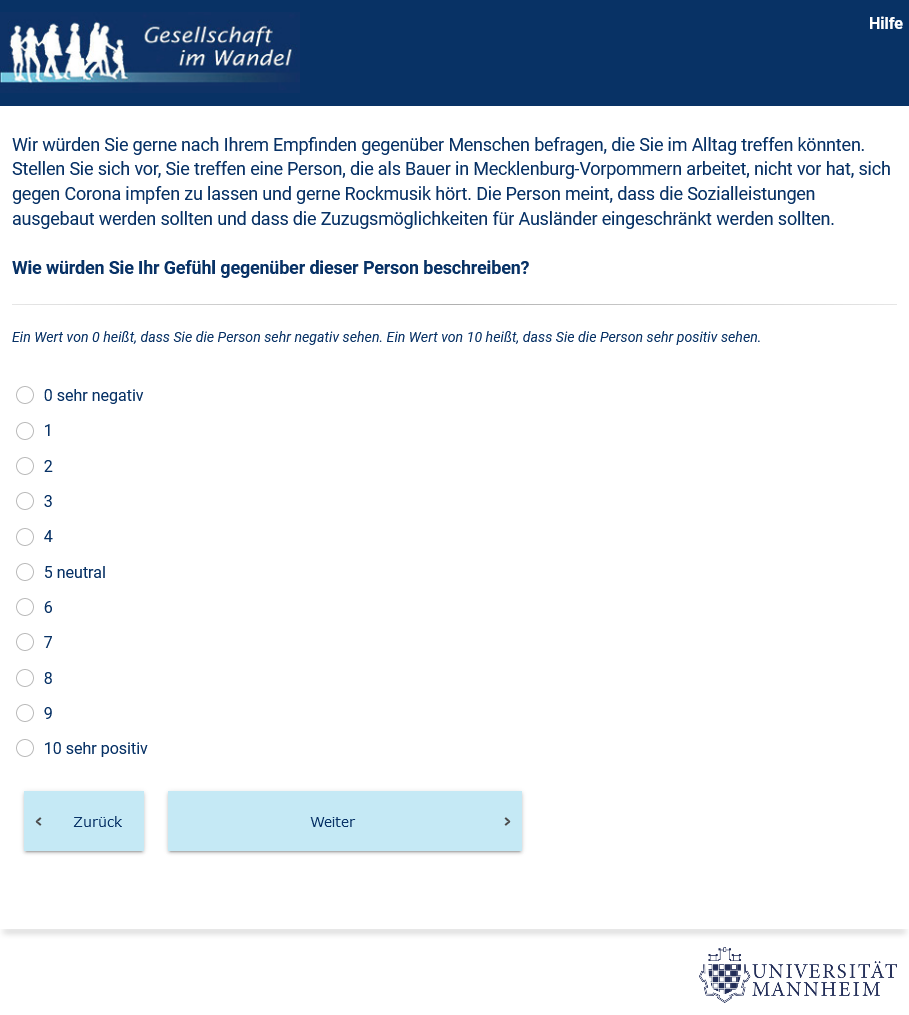 Gesellschaft
im Wandel
Hilfe
Wir würden Sie gerne nach Ihrem Empfinden gegenüber Menschen befragen, die Sie im Alltag treffen könnten.
Stellen Sie sich vor, Sie treffen eine Person, die als Bauer in Mecklenburg-Vorpommern arbeitet, nicht vor hat, sich
gegen Corona impfen zu lassen und gerne Rockmusik hört. Die Person meint, dass die Sozialleistungen
ausgebaut werden sollten und dass die Zuzugsmöglichkeiten für Ausländer eingeschränkt werden sollten.
Wie würden Sie Ihr Gefühl gegenüber dieser Person beschreiben?
Ein Wert von 0 heißt, dass Sie die Person sehr negativ sehen. Ein Wert von 10 heißt, dass Sie die Person sehr positiv sehen.
0 sehr negativ
1
2
3
4
5 neutral
6
7
8
9
10 sehr positiv
Zurück
Weiter
UNIVERSITÄT
MANNHEIM